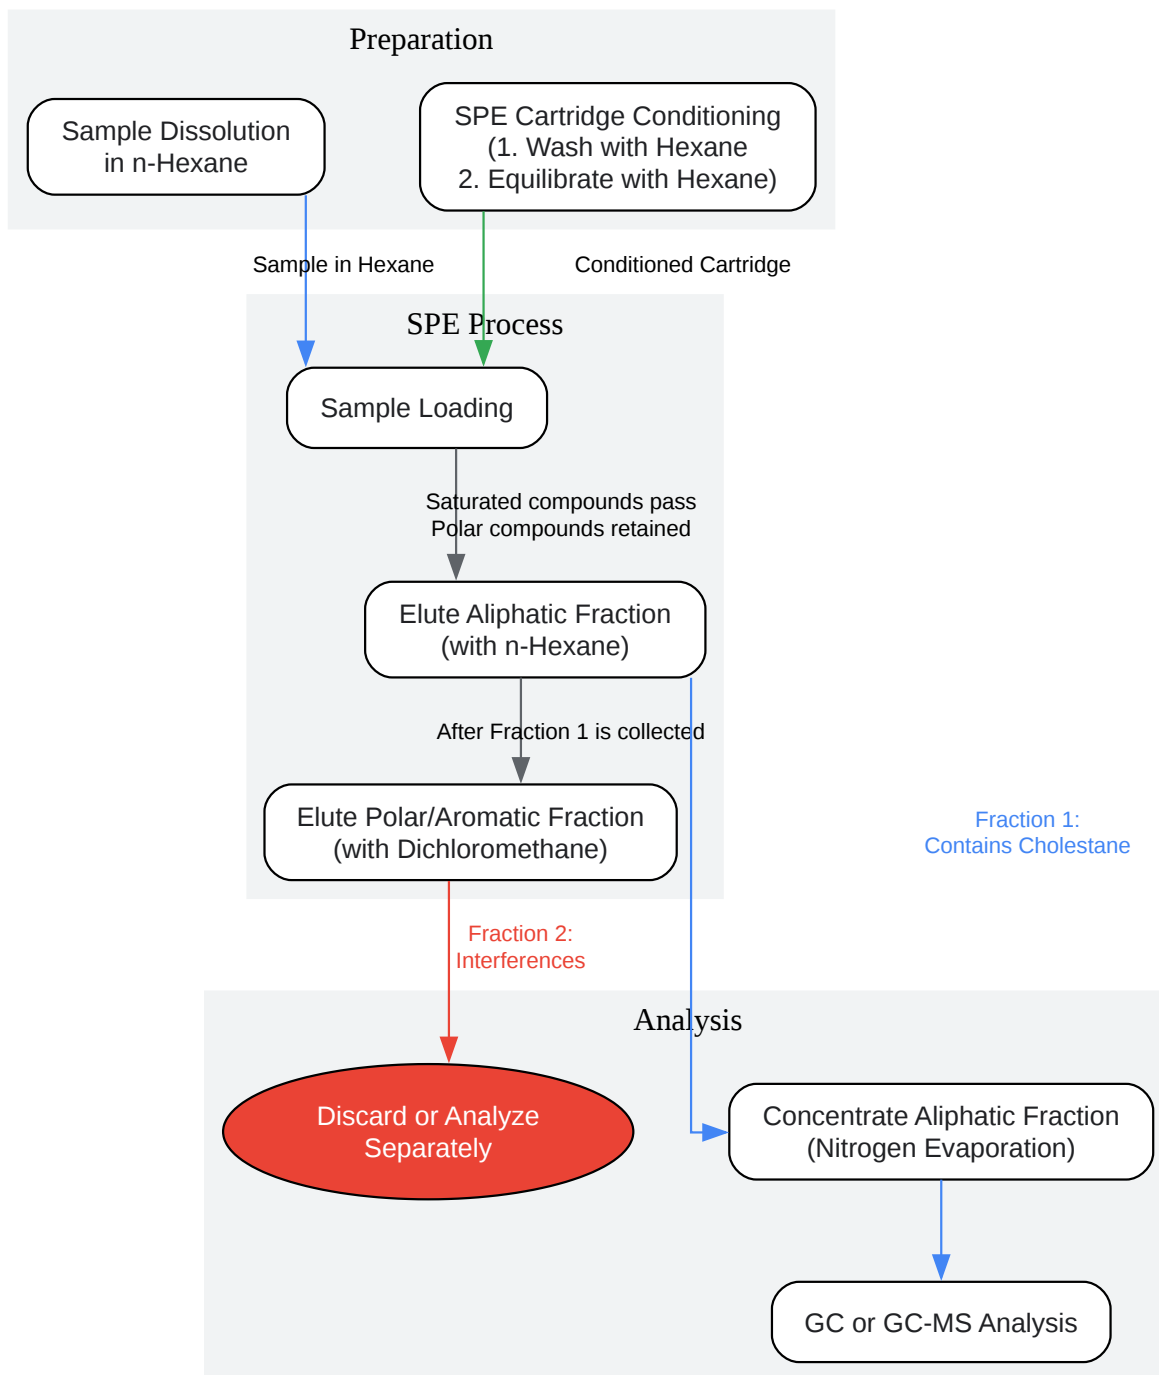 Preparation
Sample Dissolution
in n-Hexane
SPE Cartridge Conditioning
(1. Wash with Hexane
2. Equilibrate with Hexane)
Sample in Hexane
Conditioned Cartridge
SPE Process
Sample Loading
Saturated compounds pass
Polar compounds retained
Elute Aliphatic Fraction
(with n-Hexane)
After Fraction 1 is collected
Elute Polar/Aromatic Fraction
(with Dichloromethane)
Fraction 1:
Contains Cholestane
Fraction 2:
Interferences
Analysis
Discard or Analyze
Separately
Concentrate Aliphatic Fraction
(Nitrogen Evaporation)
GC or GC-MS Analysis